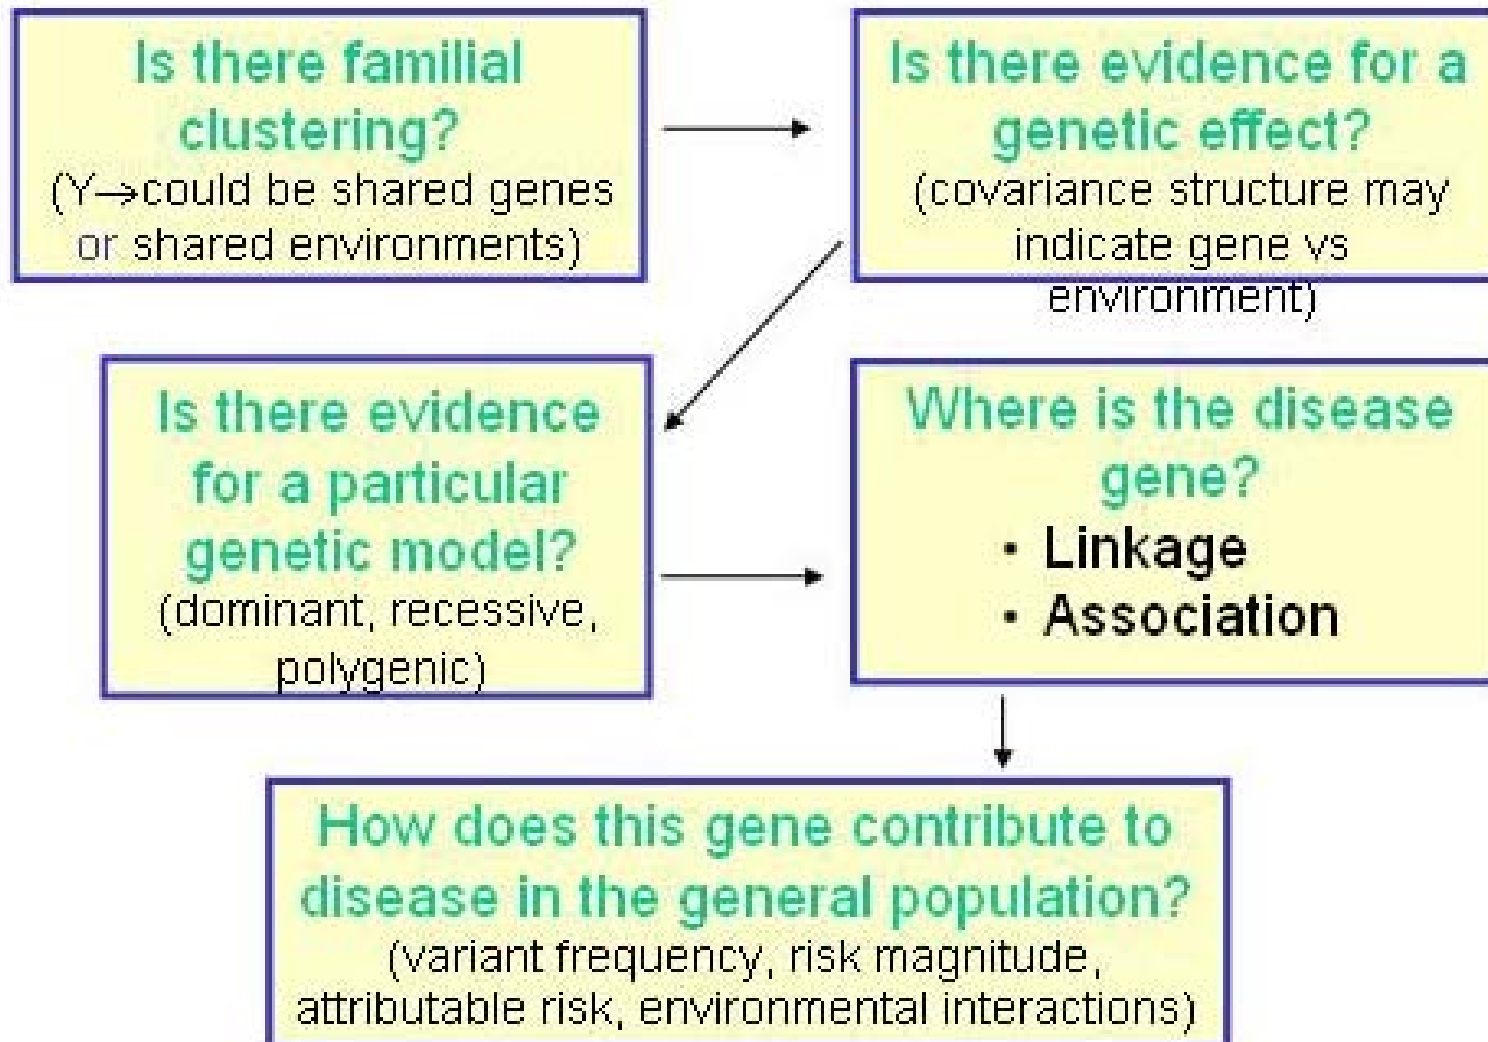 Is there familial
clustering?
(Y→could be shared genes
or shared environments)
Is there evidence for a
genetic effect?
(covariance structure may
indicate gene vs
environment)
Is there evidence
for a particular
genetic model?
(dominant, recessive,
polygenic)
Where is the disease
gene?
• Linkage
• Association
How does this gene contribute to
disease in the general population?
(variant frequency, risk magnitude,
attributable risk, environmental interactions)